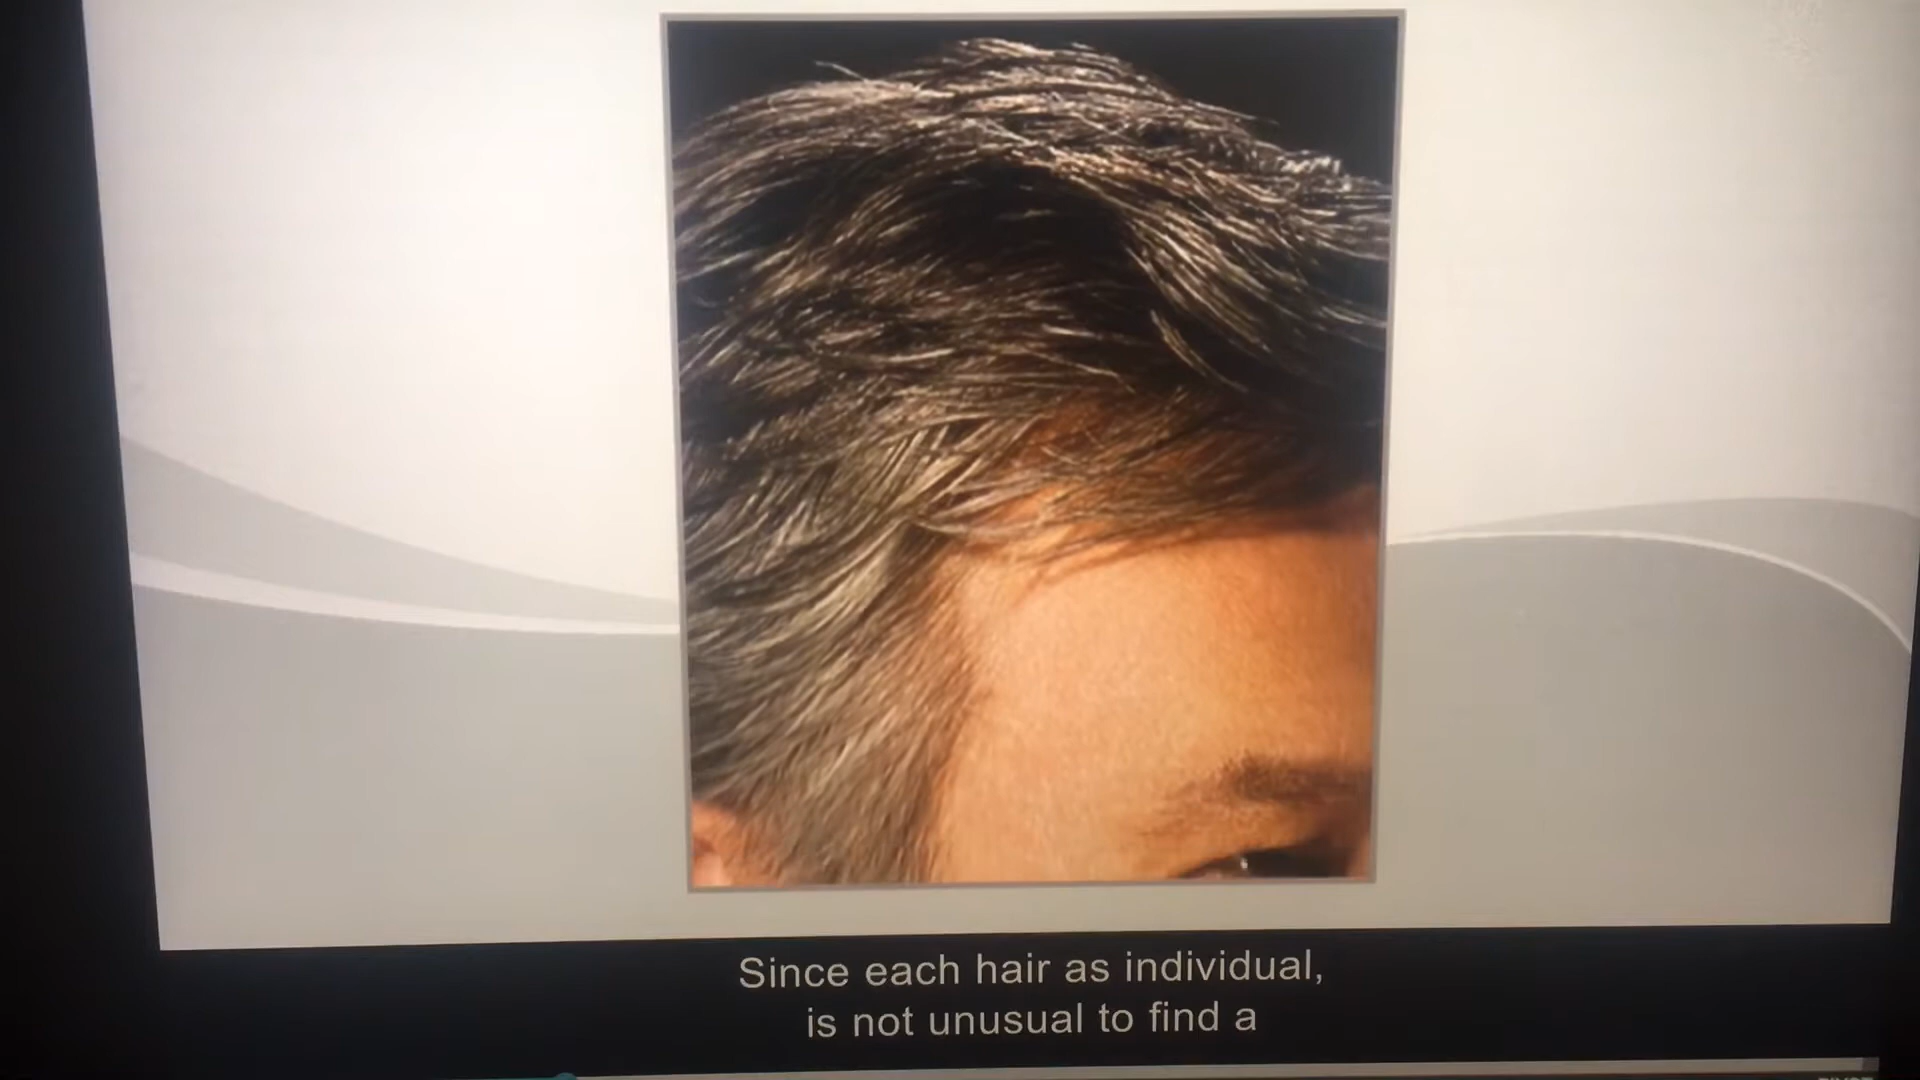 Since each hair as individual,
is not unusual to find a